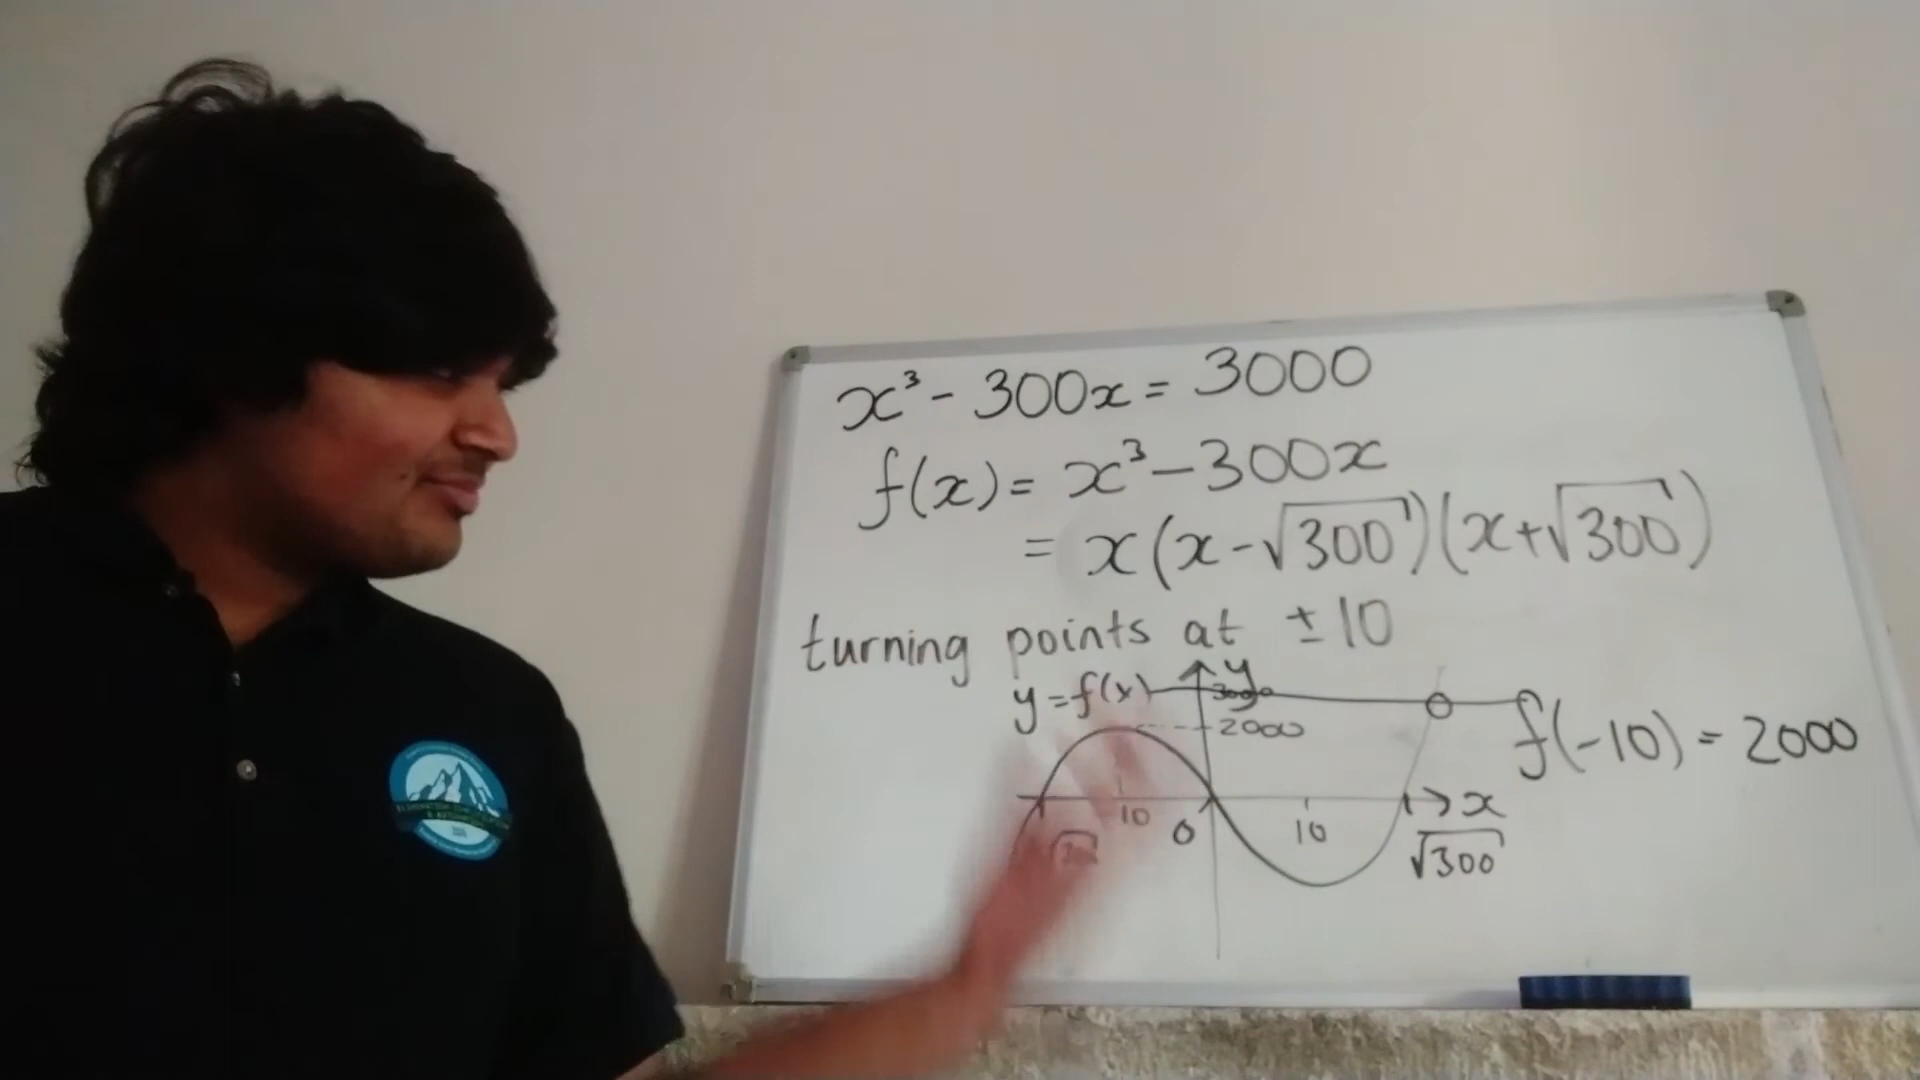 x³ - 300x = 3000
f(x) = x³ - 300x
= x(x - √300)(x + √300)
turning points at ± 10
y
y = f(x)
3000
2000
f(-10) = 2000
x
10
0
10
√300